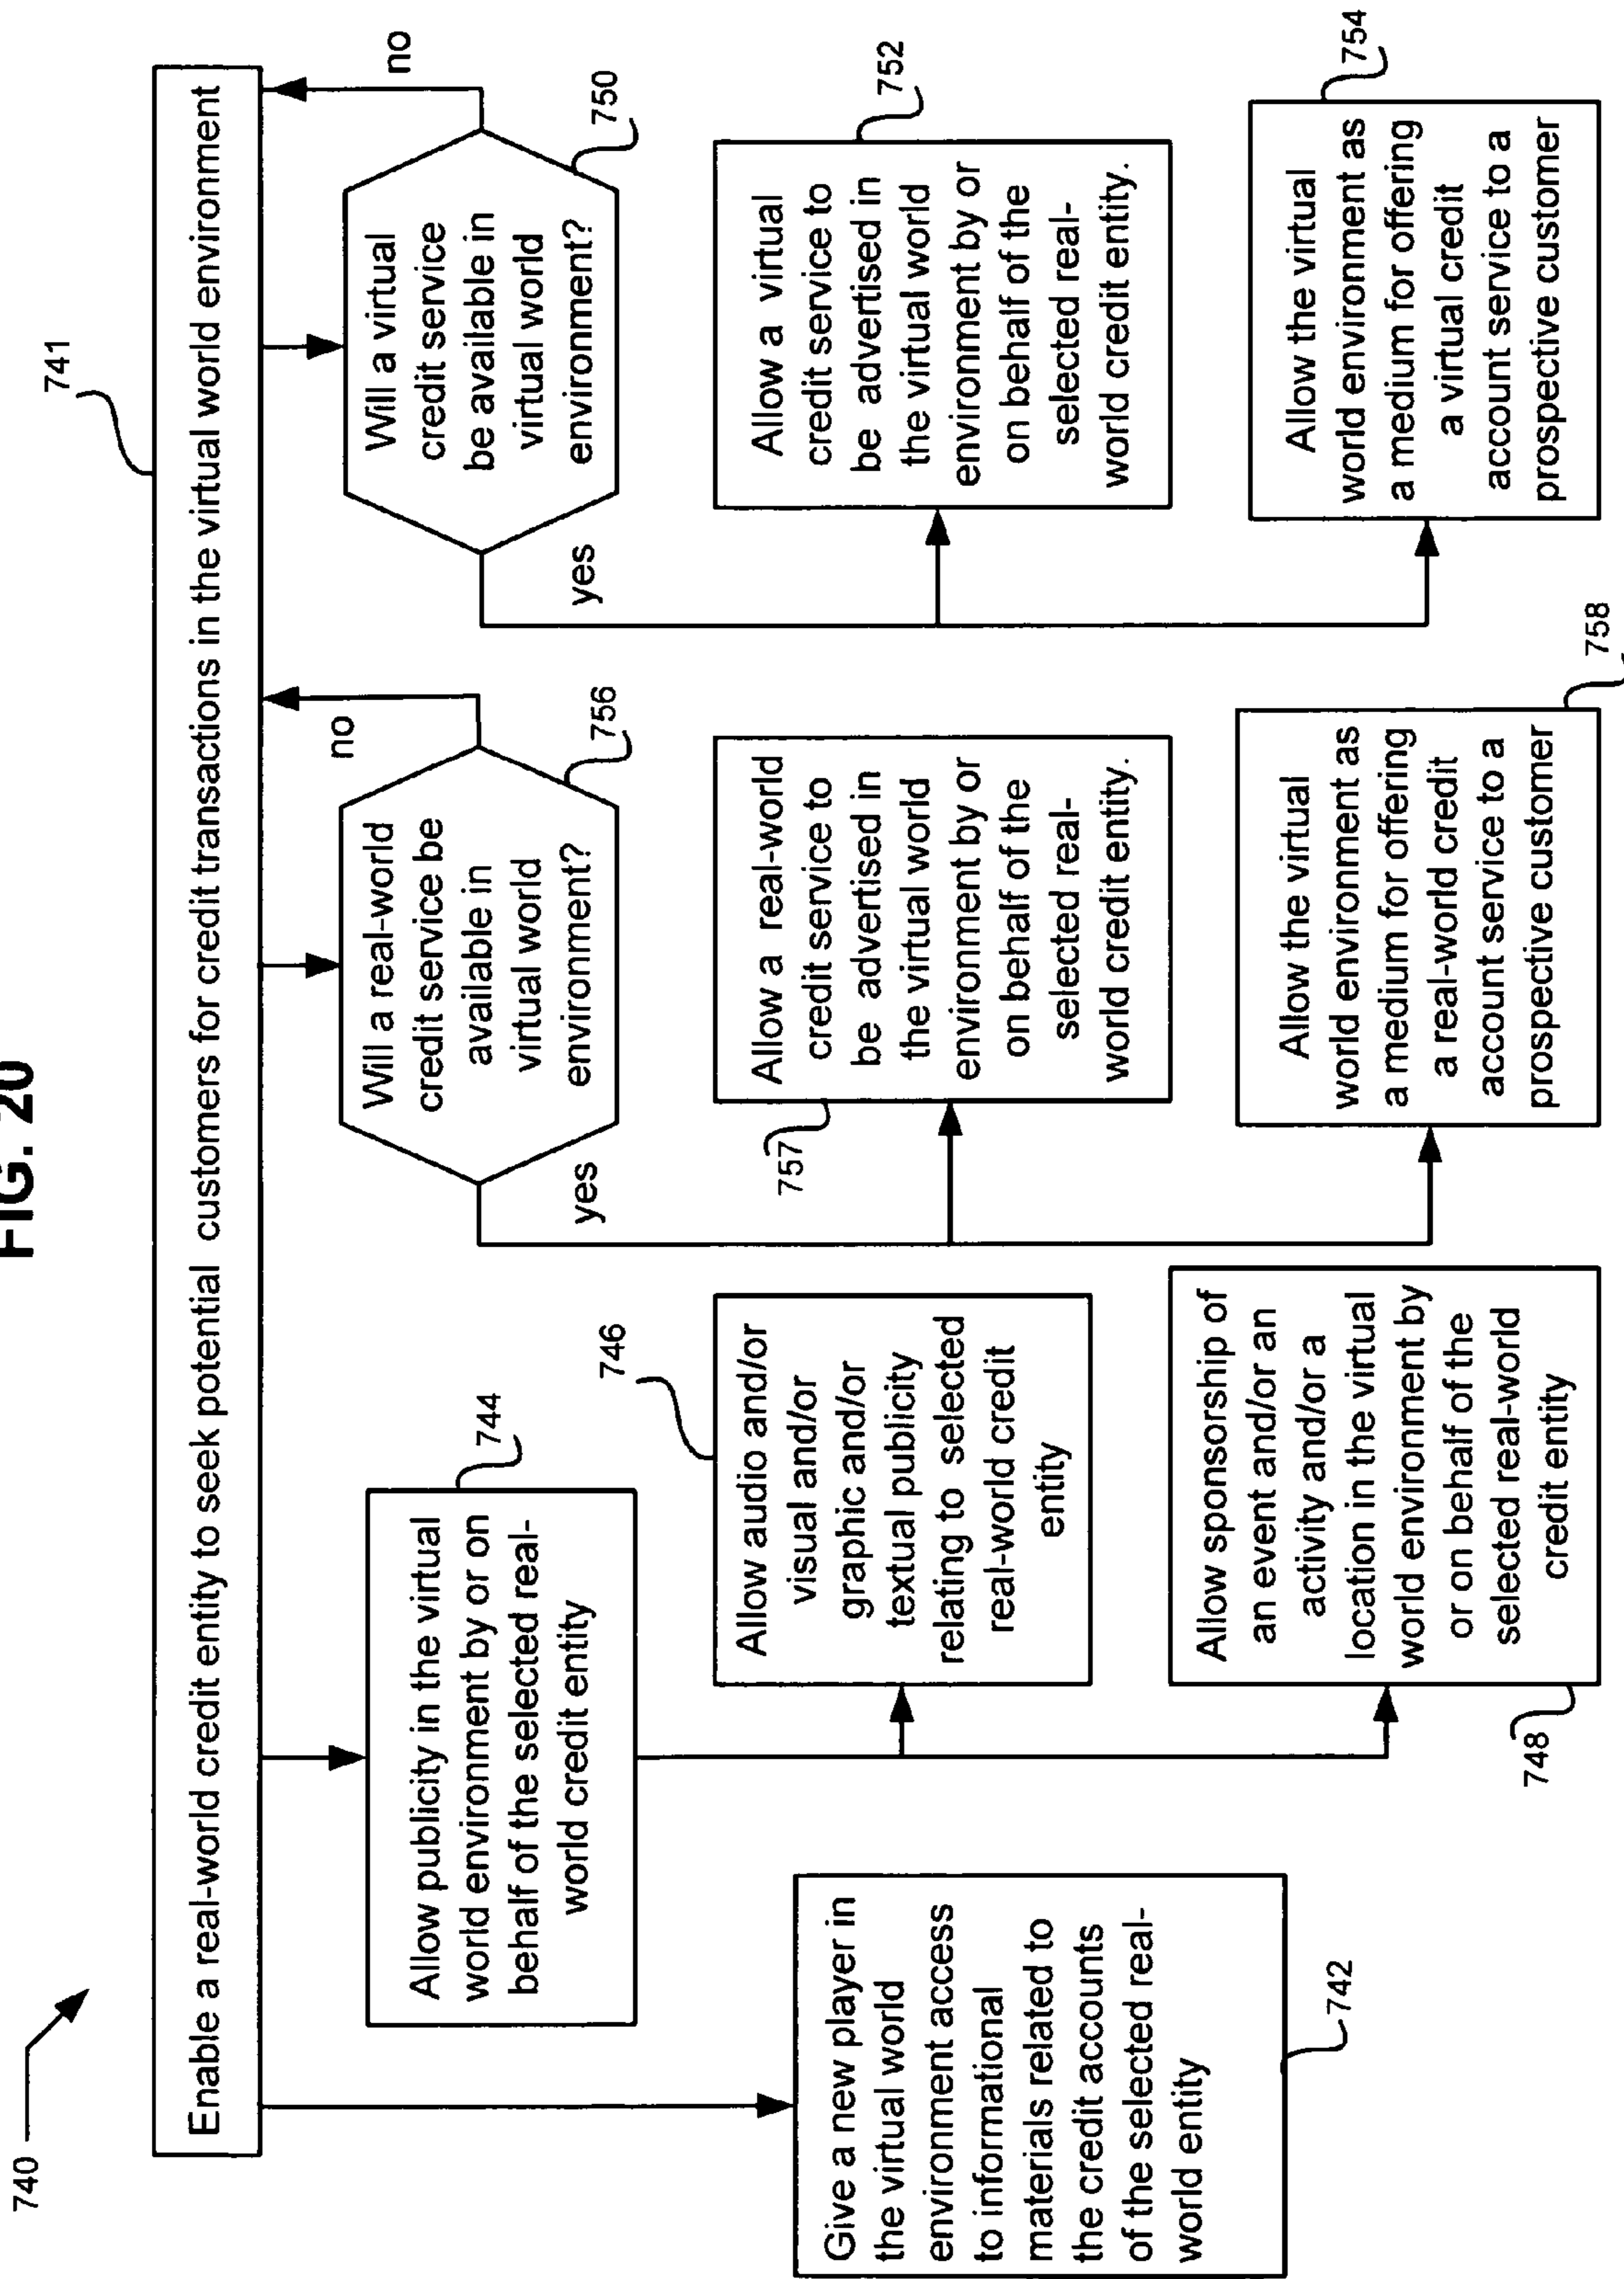 FIG. 20
740
741
Enable a real-world credit entity to seek potential customers for credit transactions in the virtual world environment
Give a new player in
the virtual world
environment access
to informational
materials related to
the credit accounts
of the selected real-
world entity
742
Allow publicity in the virtual
world environment by or on
behalf of the selected real-
world credit entity
744
Allow audio and/or
visual and/or
graphic and/or
textual publicity
relating to selected
real-world credit
entity
746
Allow sponsorship of
an event and/or an
activity and/or a
location in the virtual
world environment by
or on behalf of the
selected real-world
credit entity
748
Will a real-world
credit service be
available in
virtual world
environment?
756
no
yes
Allow a real-world
credit service to
be advertised in
the virtual world
environment by or
on behalf of the
selected real-
world credit entity.
757
Allow the virtual
world environment as
a medium for offering
a real-world credit
account service to a
prospective customer
758
Will a virtual
credit service
be available in
virtual world
environment?
750
no
yes
Allow a virtual
credit service to
be advertised in
the virtual world
environment by or
on behalf of the
selected real-
world credit entity.
752
Allow the virtual
world environment as
a medium for offering
a virtual credit
account service to a
prospective customer
754